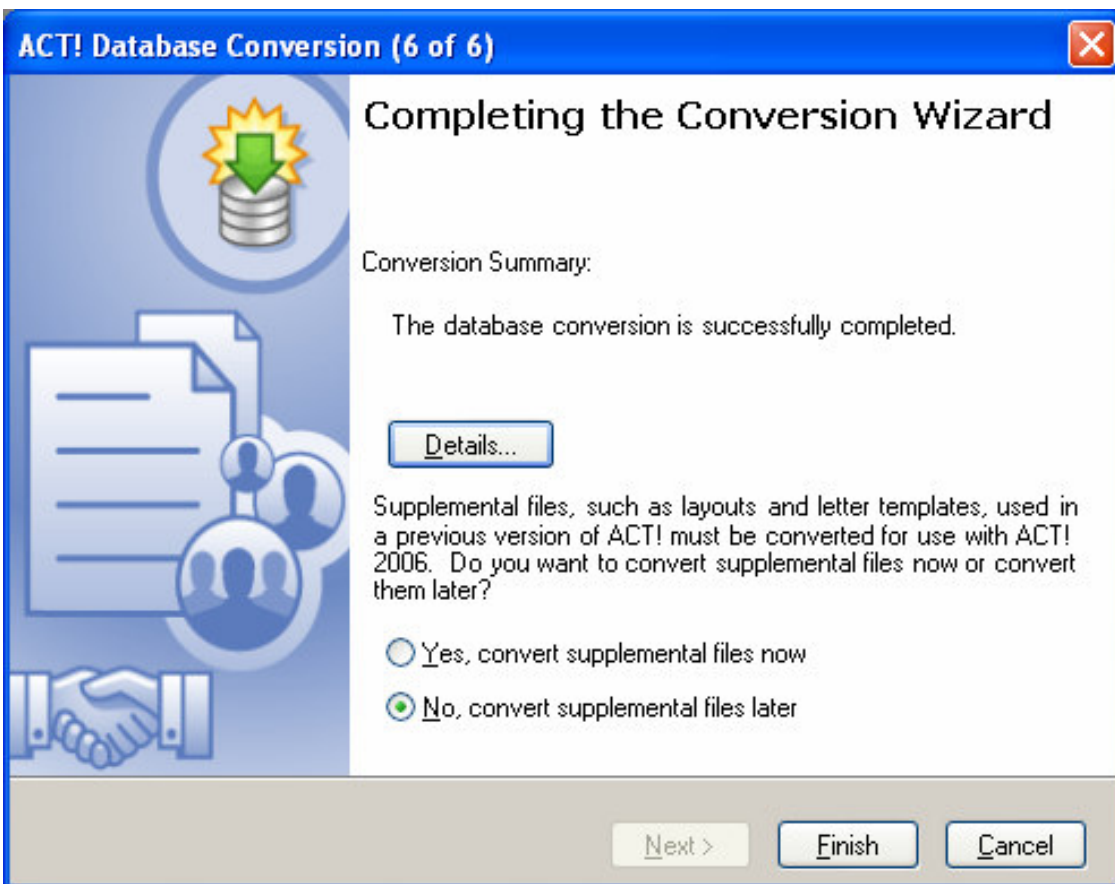 ACT! Database Conversion (6 of 6)
Completing the Conversion Wizard
Conversion Summary:
The database conversion is successfully completed.
Details...
Supplemental files, such as layouts and letter templates, used in
a previous version of ACT! must be converted for use with ACT!
2006.  Do you want to convert supplemental files now or convert
them later?
Yes, convert supplemental files now
No, convert supplemental files later
Next >
Finish
Cancel